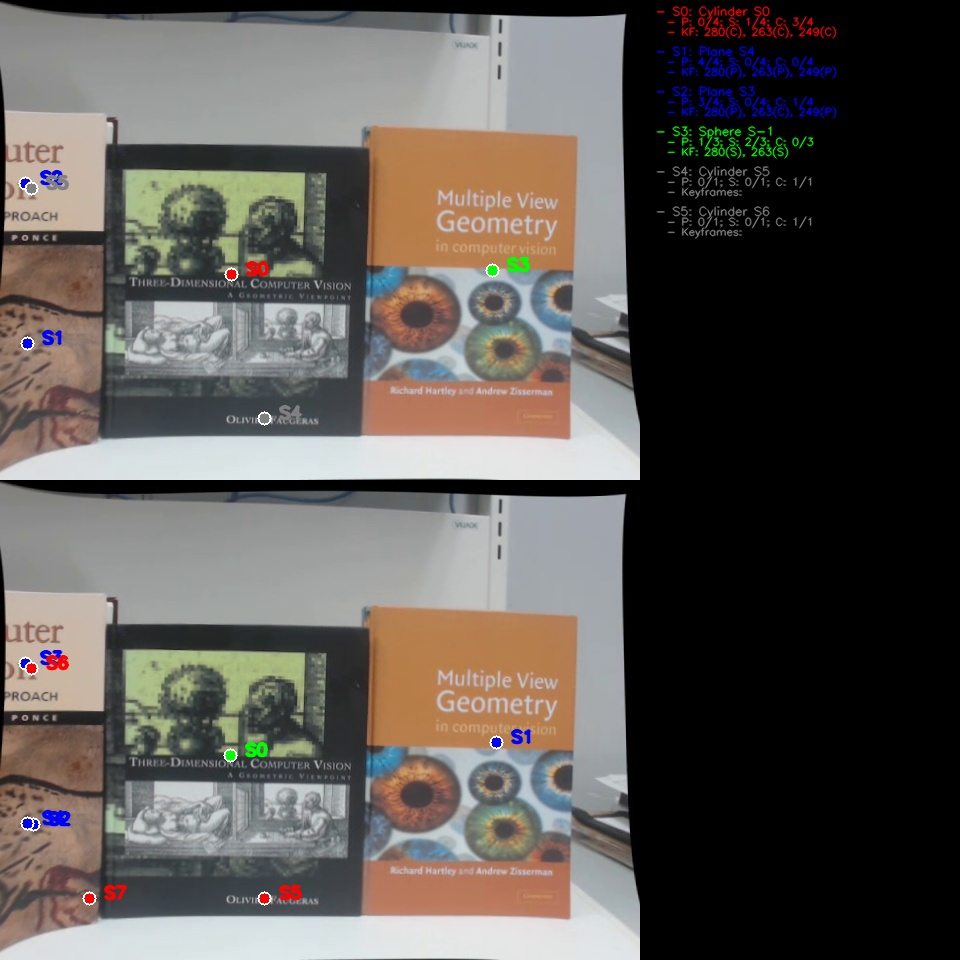 - S0: Cylinder S0
- P: 0/4; S: 1/4; C: 3/4
- KF: 280(C), 263(C), 249(C)
- S1: Plane S4
- P: 4/4; S: 0/4; C: 0/4
- KF: 280(P), 263(P), 249(P)
- S2: Plane S3
- P: 3/4; S: 0/4; C: 1/4
- KF: 280(P), 263(C), 249(P)
- S3: Sphere S-1
- P: 1/3; S: 2/3; C: 0/3
- KF: 280(S), 263(S)
- S4: Cylinder S5
- P: 0/1; S: 0/1; C: 1/1
- Keyframes:
- S5: Cylinder S6
- P: 0/1; S: 0/1; C: 1/1
- Keyframes:
uter
on
PROACH
PONCE
S2
S5
S1
THREE-DIMENSIONAL COMPUTER VISION
A GEOMETRIC VIEWPOINT
OLIVIER FAUGERAS
S0
S4
Multiple View
Geometry
in computer vision
S3
Richard Hartley and Andrew Zisserman
uter
on
PROACH
PONCE
S3
S6
S2
S7
THREE-DIMENSIONAL COMPUTER VISION
A GEOMETRIC VIEWPOINT
OLIVIER FAUGERAS
S0
S5
Multiple View
Geometry
in computer vision
S1
Richard Hartley and Andrew Zisserman